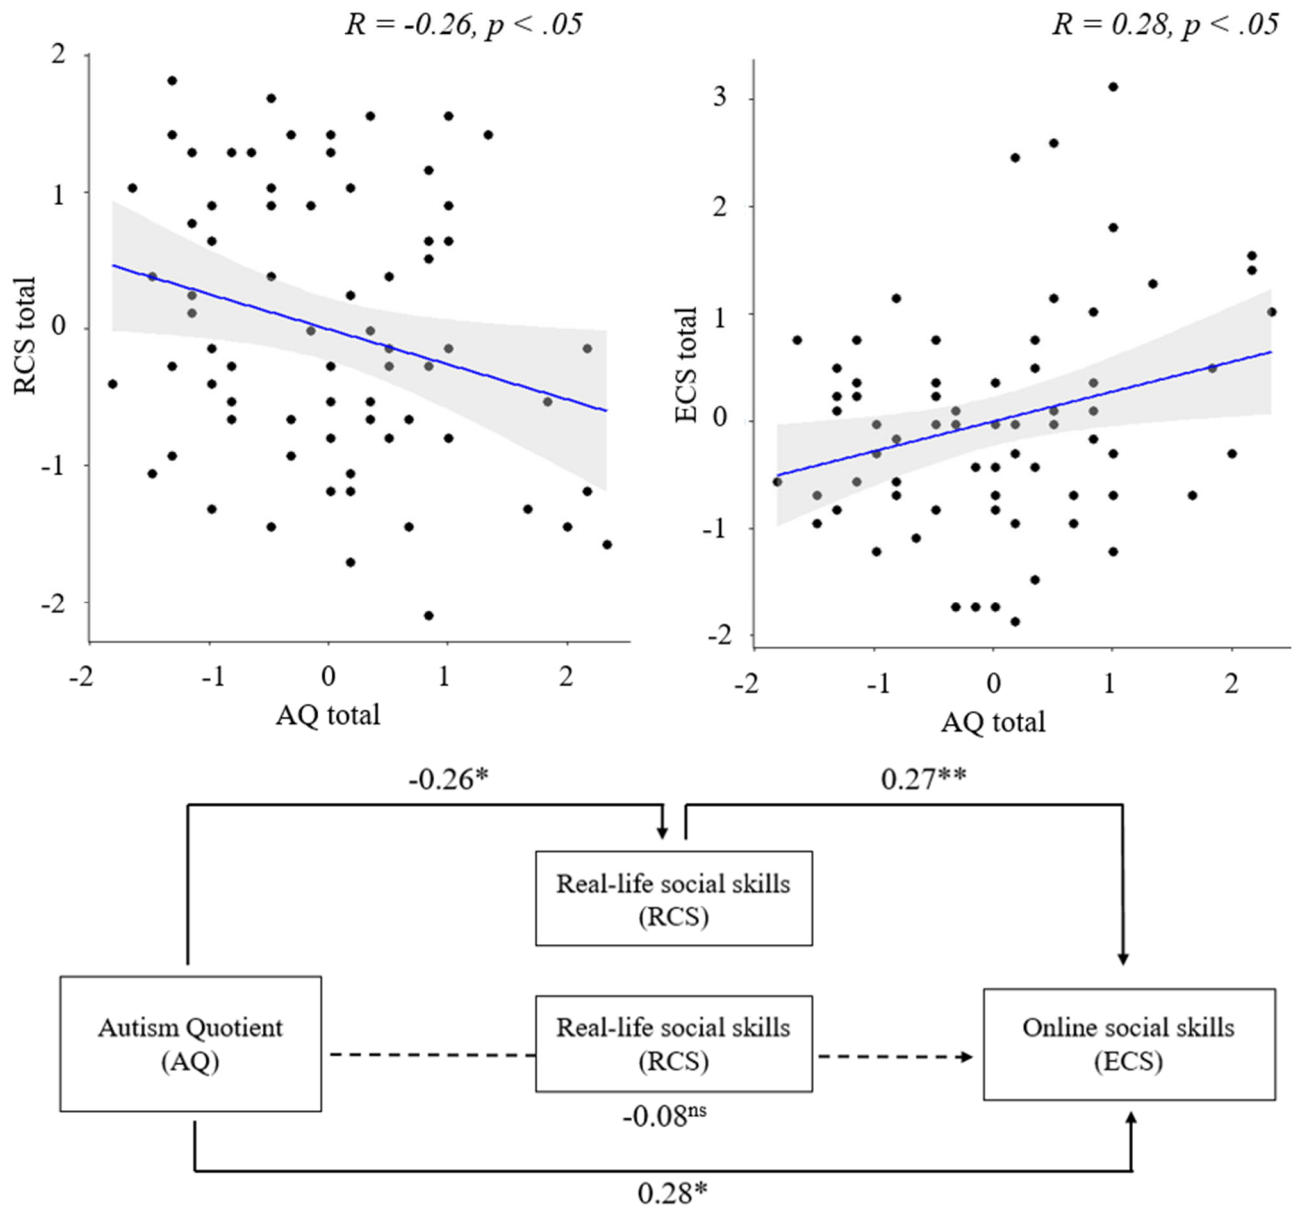 R = -0.26, p < .05
R = 0.28, p < .05
2
1
0
-1
-2
RCS total
-2
-1
0
1
2
AQ total
3
2
1
0
-1
-2
ECS total
-2
-1
0
1
2
AQ total
-0.26*
0.27**
Real-life social skills
(RCS)
Autism Quotient
(AQ)
Real-life social skills
(RCS)
Online social skills
(ECS)
-0.08ns
0.28*